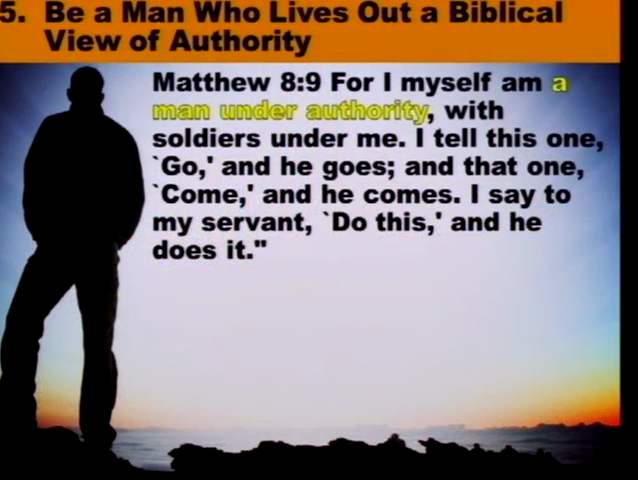 5. Be a Man Who Lives Out a Biblical
View of Authority
Matthew 8:9 For I myself am a
man under authority, with
soldiers under me. I tell this one,
`Go,' and he goes; and that one,
`Come,' and he comes. I say to
my servant, `Do this,' and he
does it."